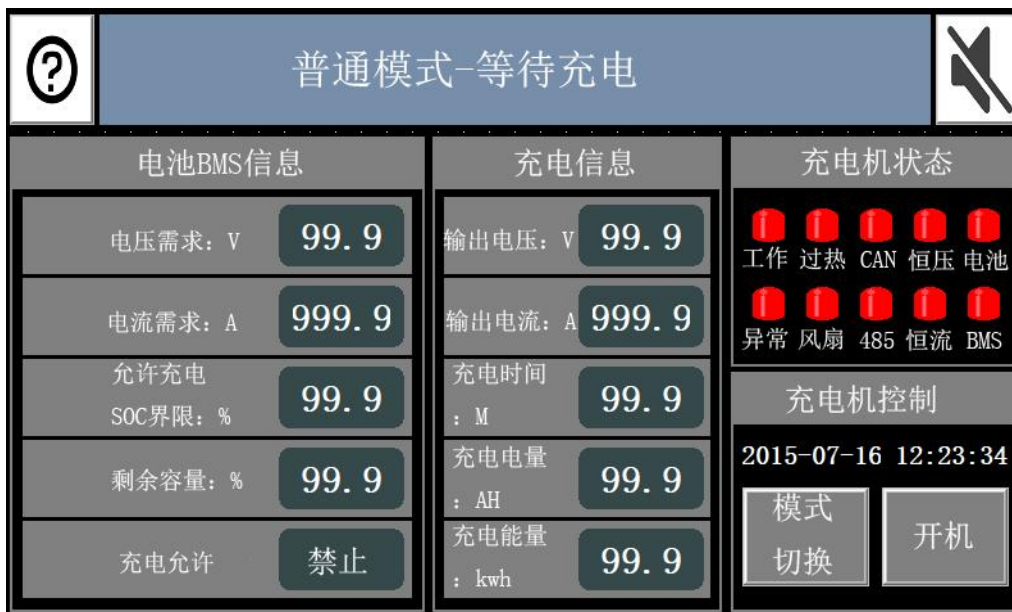 ?
普通模式-等待充电
电池BMS信息
电压需求: V 99.9
电流需求: A 999.9
允许充电
SOC界限: % 99.9
剩余容量: % 99.9
充电允许 禁止
充电信息
输出电压: V 99.9
输出电流: A 999.9
充电时间
: M 99.9
充电电量
: AH 99.9
充电能量
: kwh 99.9
充电机状态
工作 过热 CAN 恒压 电池
异常 风扇 485 恒流 BMS
充电机控制
2015-07-16 12:23:34
模式
切换
开机